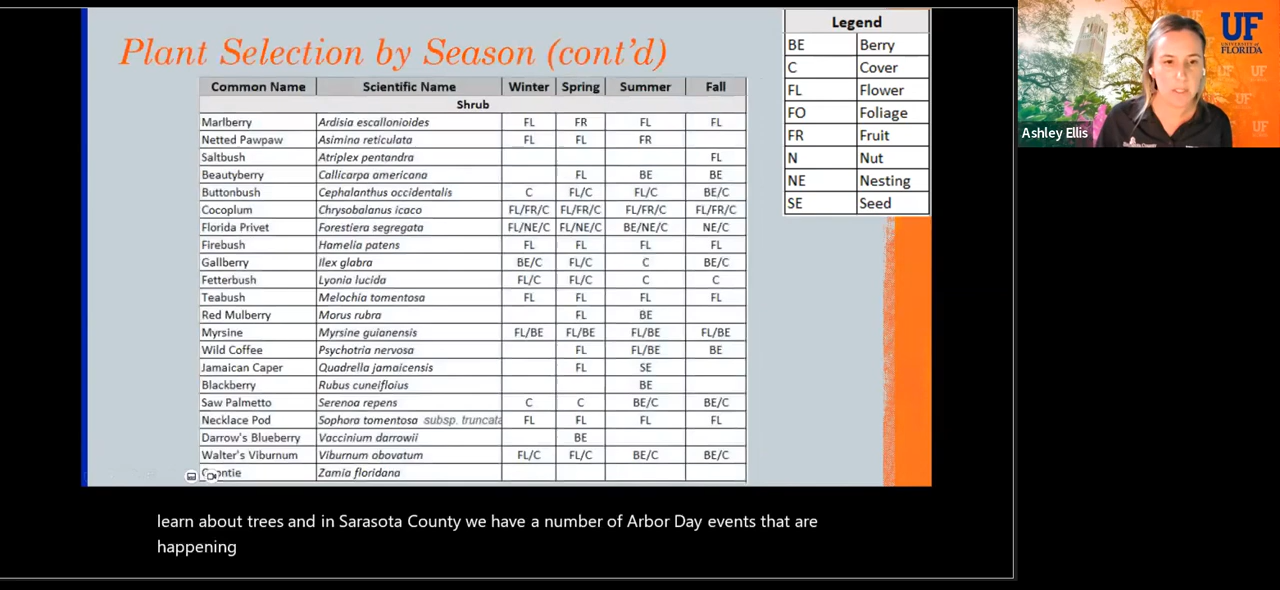 Plant Selection by Season (cont’d)
Common Name Scientific Name Winter Spring Summer Fall
Shrub
Marlberry Ardisia escallonioides FL FR FL FL
Netted Pawpaw Asimina reticulata FL FL FR
Saltbush Atriplex pentandra FL
Beautyberry Callicarpa americana FL BE BE
Buttonbush Cephalanthus occidentalis C FL/C FL/C BE/C
Cocoplum Chrysobalanus icaco FL/FR/C FL/FR/C FL/FR/C FL/FR/C
Florida Privet Forestiera segregata FL/NE/C FL/NE/C BE/NE/C NE/C
Firebush Hamelia patens FL FL FL FL
Gallberry Ilex glabra BE/C FL/C C BE/C
Fetterbush Lyonia lucida FL/C FL/C C C
Teabush Melochia tomentosa FL FL FL FL
Red Mulberry Morus rubra FL BE
Myrsine Myrsine guianensis FL/BE FL/BE FL/BE FL/BE
Wild Coffee Psychotria nervosa FL FL/BE BE
Jamaican Caper Quadrella jamaicensis FL SE
Blackberry Rubus cuneifloius BE
Saw Palmetto Serenoa repens C C BE/C BE/C
Necklace Pod Sophora tomentosa subsp. truncata FL FL FL FL
Darrow's Blueberry Vaccinium darrowii BE
Walter's Viburnum Viburnum obovatum FL/C FL/C BE/C BE/C
Zamia floridana
Legend
BE Berry
C Cover
FL Flower
FO Foliage
FR Fruit
N Nut
NE Nesting
SE Seed
UF
UNIVERSITY of
FLORIDA
UF
UF
UF
UF
Ashley Ellis
learn about trees and in Sarasota County we have a number of Arbor Day events that are
happening